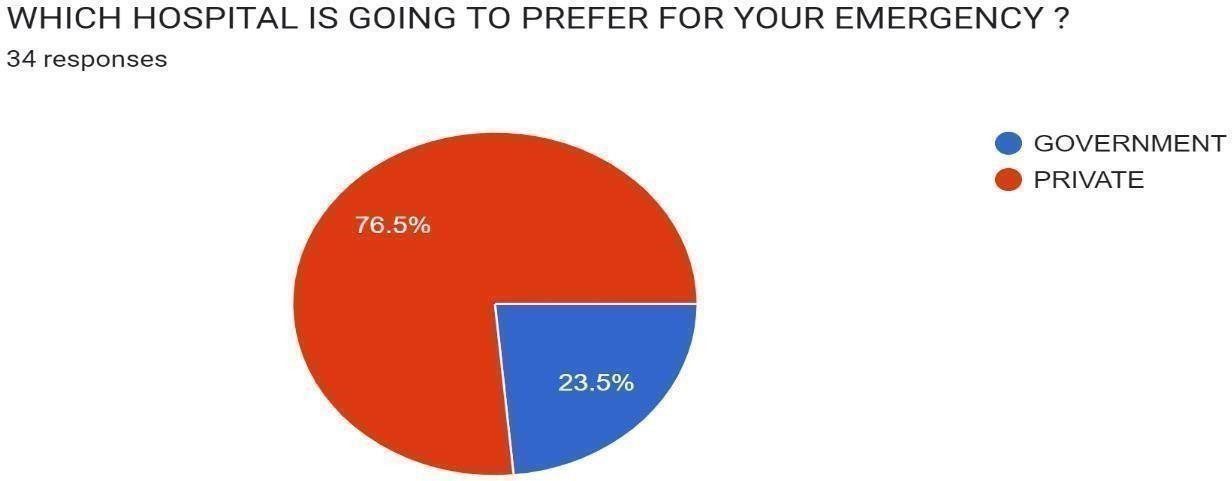 WHICH HOSPITAL IS GOING TO PREFER FOR YOUR EMERGENCY ?
34 responses
GOVERNMENT
PRIVATE
76.5%
23.5%